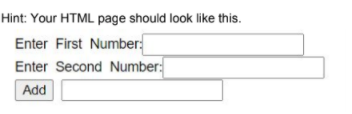 Hint: Your HTML page should look like this.
Enter First Number:
Enter Second Number:
Add